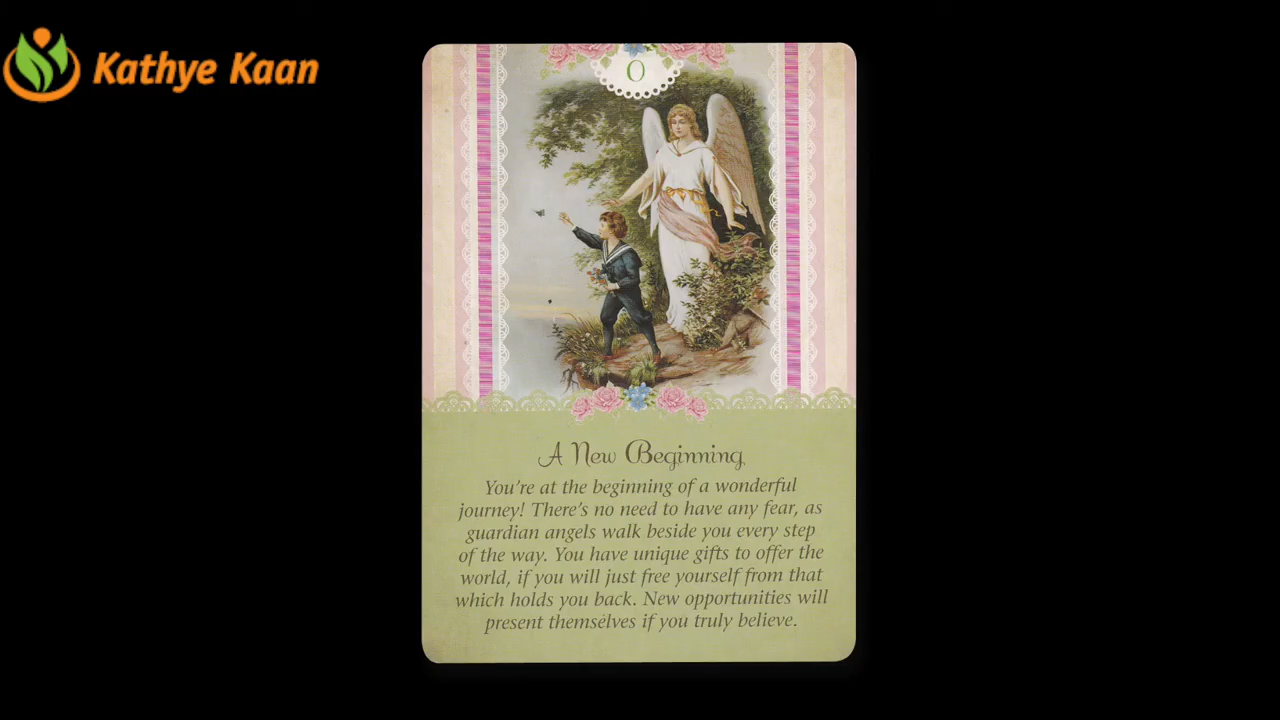 Kathye Kaan
0
A New Beginning
You're at the beginning of a wonderful
journey! There's no need to have any fear, as
guardian angels walk beside you every step
of the way. You have unique gifts to offer the
world, if you will just free yourself from that
which holds you back. New opportunities will
present themselves if you truly believe.